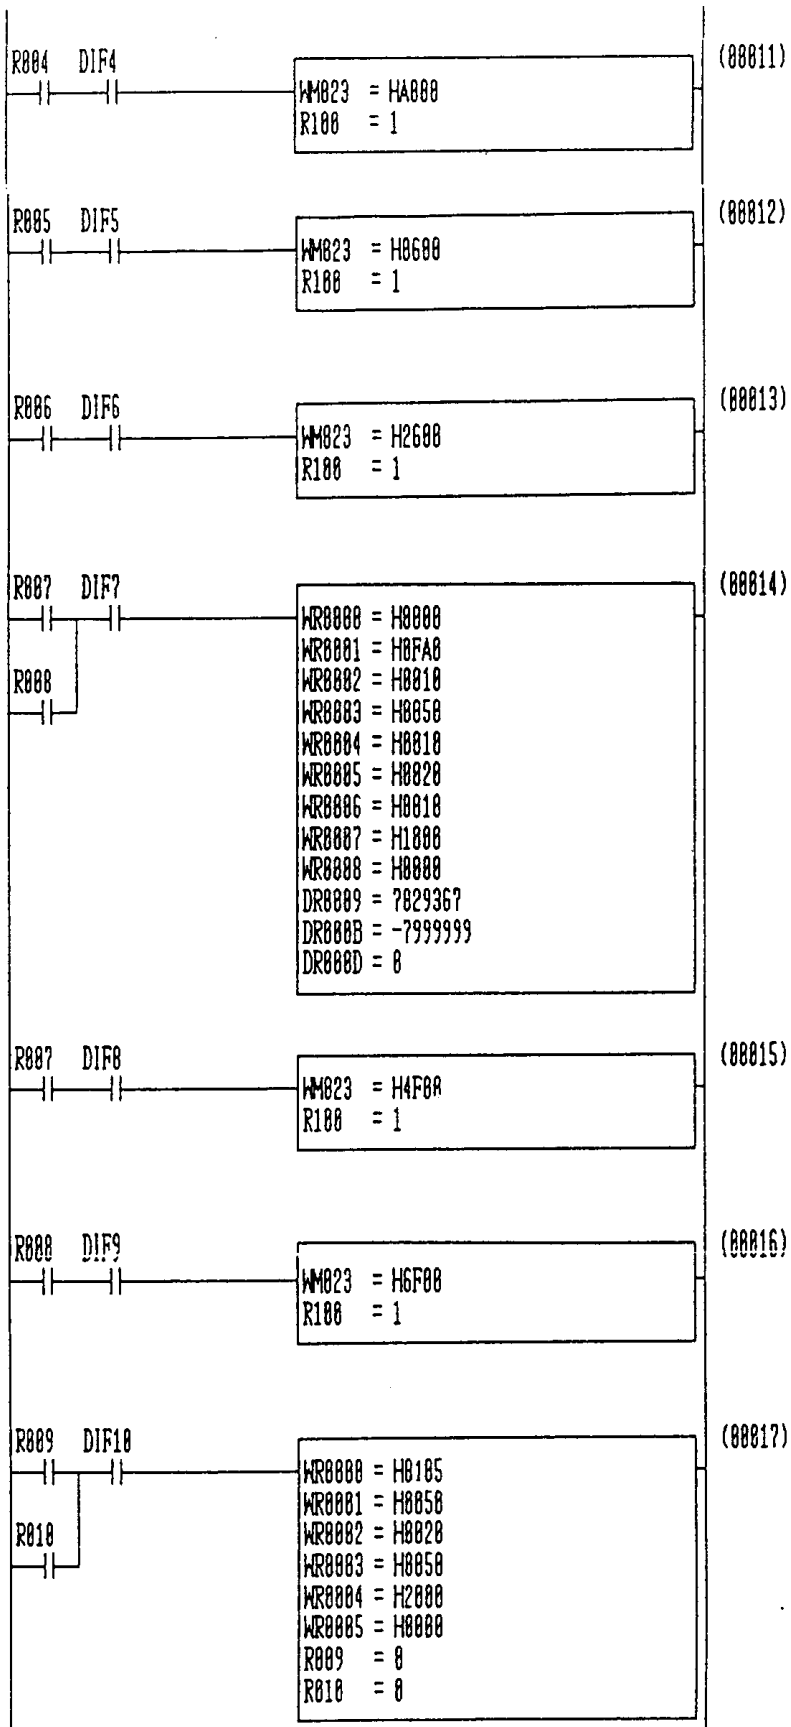 R004 DIF4 (00011)
WM023 = HA000
R100 = 1
R005 DIF5 (00012)
WM023 = H0600
R100 = 1
R006 DIF6 (00013)
WM023 = H2600
R100 = 1
R007 DIF7 (00014)
WR0000 = H0000
WR0001 = H0FA0
R008
WR0002 = H0010
WR0003 = H0050
WR0004 = H0010
WR0005 = H0020
WR0006 = H0010
WR0007 = H1000
WR0008 = H0000
DR0009 = 7829367
DR000B = -7999999
DR000D = 0
R007 DIF8 (00015)
WM023 = H4F00
R100 = 1
R008 DIF9 (00016)
WM023 = H6F00
R100 = 1
R009 DIF10 (00017)
WR0000 = H0105
WR0001 = H0050
R010
WR0002 = H0020
WR0003 = H0050
WR0004 = H2000
WR0005 = H0000
R009 = 0
R010 = 0